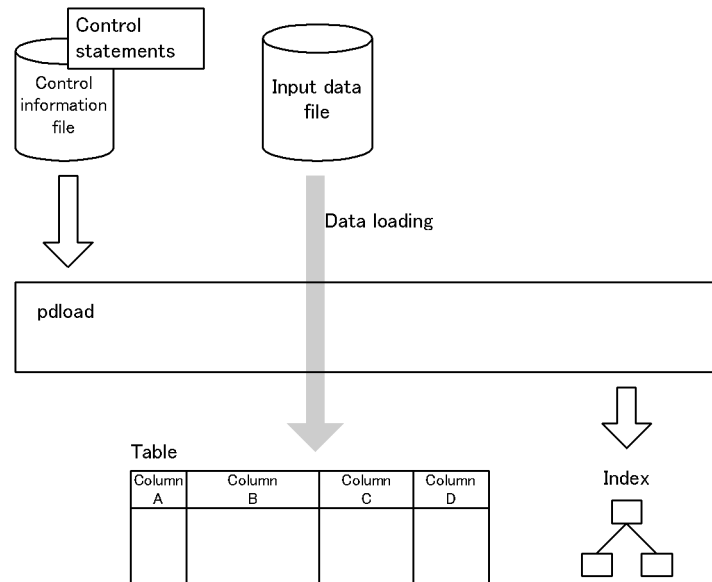 Control
statements
Control
information
file
Input data
file
Data loading
pdload
Table
Column
A
Column
B
Column
C
Column
D
Index